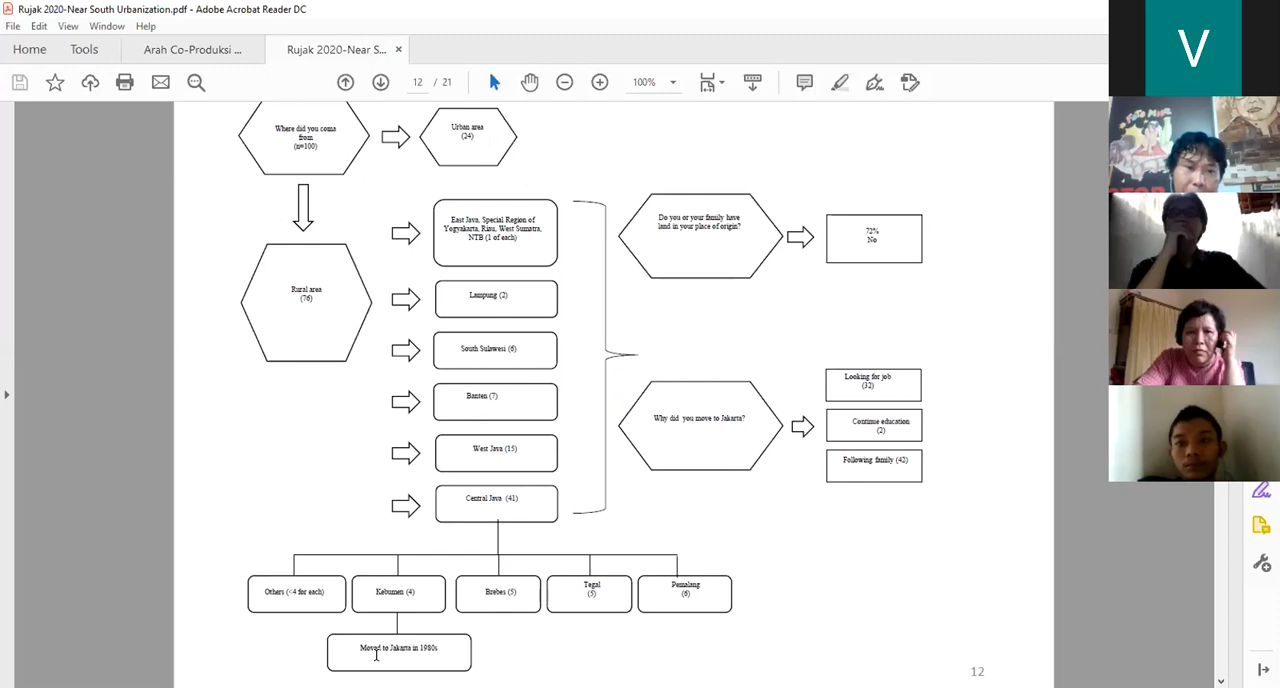 Rujak 2020-Near South Urbanization.pdf - Adobe Acrobat Reader DC
File Edit View Window Help
Home Tools Arah Co-Produksi ... Rujak 2020-Near S... ×
12 / 21 100%
V
Where did you coma
from
(n=100)
Urban area
(24)
Rural area
(76)
East Java, Special Region of
Yogyakarta, Riau, West Sumatra,
NTB (1 of each)
Lampung (2)
South Sulawesi (6)
Banten (7)
West Java (15)
Central Java (41)
Do you or your family have
land in your place of origin?
72%
No
Why did you move to Jakarta?
Looking for job
(32)
Continue education
(2)
Following family (42)
Others (<4 for each)
Kebumen (4)
Brebes (5)
Tegal
(5)
Pemalang
(6)
Moved to Jakarta in 1980s
12